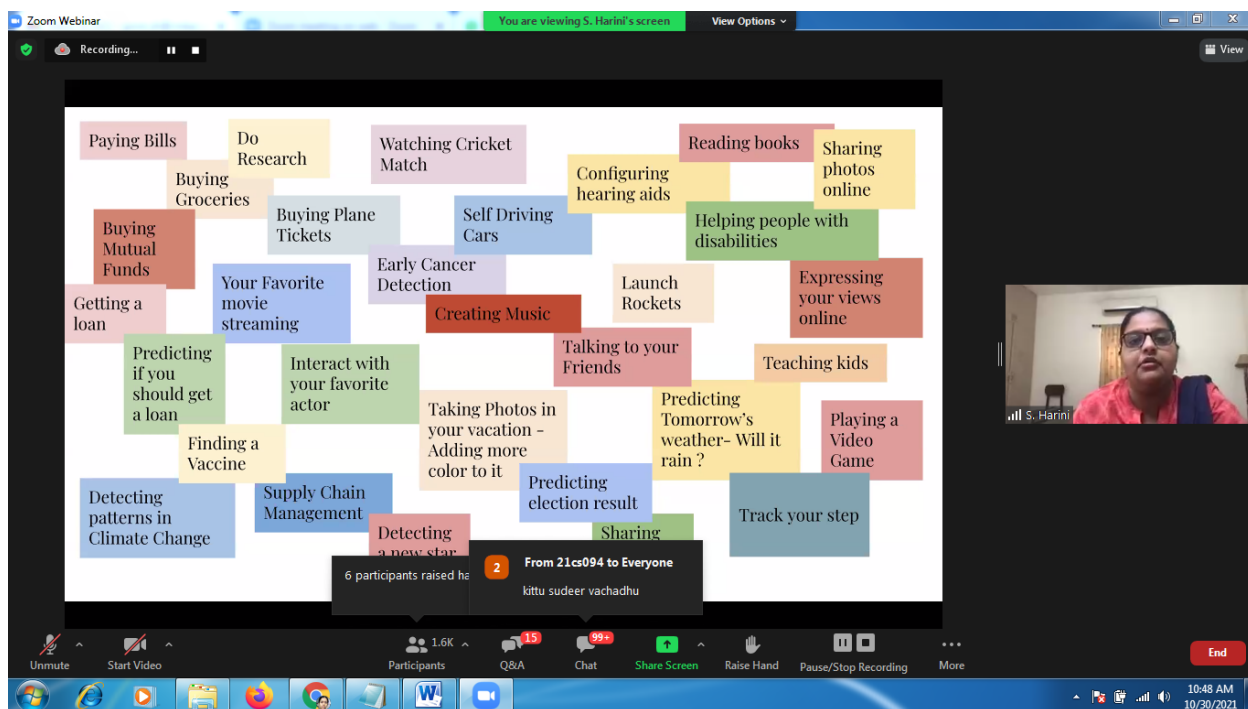 Zoom Webinar
You are viewing S. Harini's screen
View Options
Recording...
View
Paying Bills
Do
Research
Watching Cricket
Match
Reading books
Sharing
photos
online
Buying
Groceries
Configuring
hearing aids
Buying
Mutual
Funds
Buying Plane
Tickets
Self Driving
Cars
Helping people with
disabilities
Early Cancer
Detection
Getting a
loan
Your Favorite
movie
streaming
Creating Music
Launch
Rockets
Expressing
your views
online
Predicting
if you
should get
a loan
Interact with
your favorite
actor
Talking to your
Friends
Teaching kids
Taking Photos in
your vacation -
Adding more
color to it
Predicting
Tomorrow's
weather- Will it
rain ?
Playing a
Video
Game
Finding a
Vaccine
Detecting
patterns in
Climate Change
Supply Chain
Management
Predicting
election result
Track your step
Detecting
a new star
Sharing
S. Harini
6 participants raised ha
2
From 21cs094 to Everyone
kittu sudeer vachadhu
Unmute
Start Video
1.6K
Participants
15
Q&A
99+
Chat
Share Screen
Raise Hand
Pause/Stop Recording
More
End
10:48 AM
10/30/2021